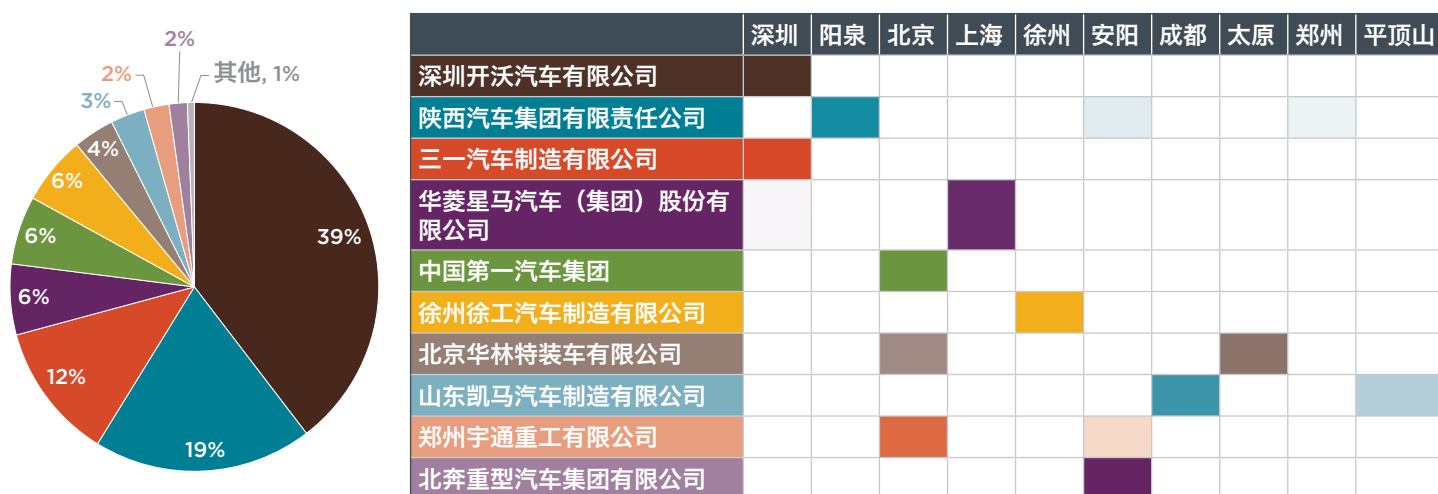 2%
2%
其他, 1%
3%
4%
6%
6%
6%
12%
19%
39%
深圳 阳泉 北京 上海 徐州 安阳 成都 太原 郑州 平顶山
深圳开沃汽车有限公司
陕西汽车集团有限责任公司
三一汽车制造有限公司
华菱星马汽车（集团）股份有
限公司
中国第一汽车集团
徐州徐工汽车制造有限公司
北京华林特装车有限公司
山东凯马汽车制造有限公司
郑州宇通重工有限公司
北奔重型汽车集团有限公司